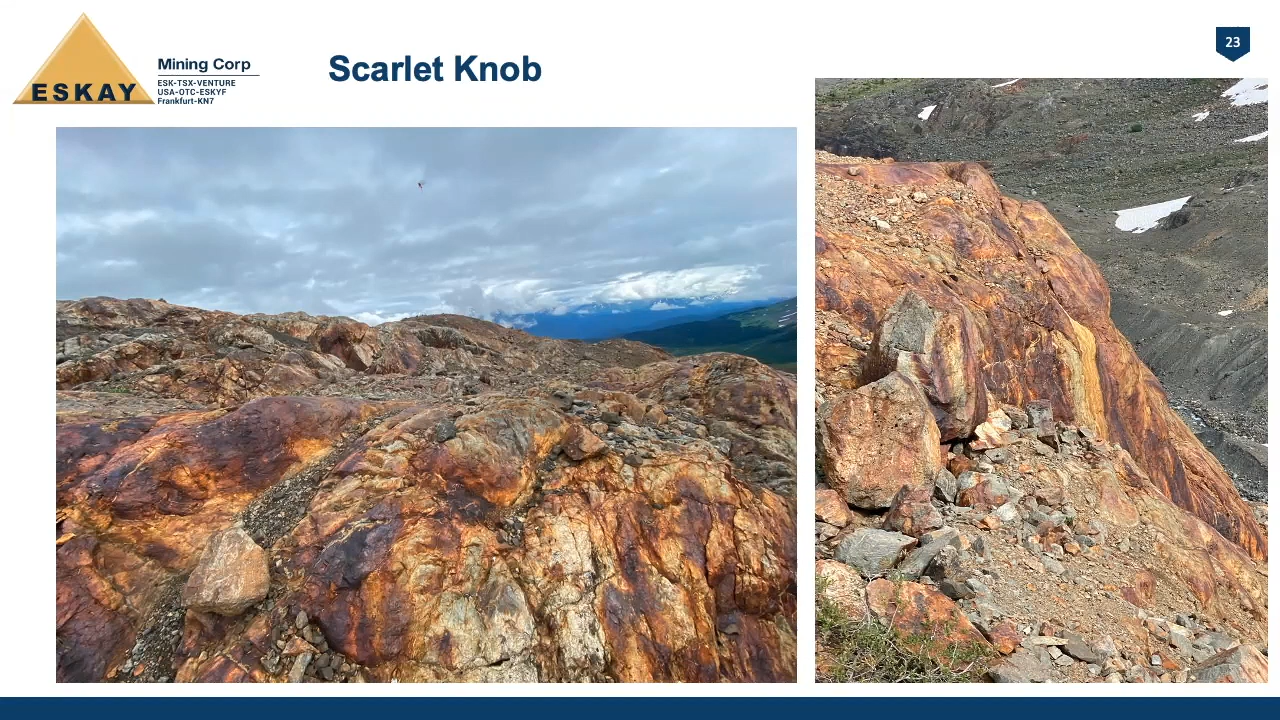 ESKAY
Mining Corp
ESK-TSX-VENTURE
USA-OTC-ESKYF
Frankfurt-KN7
Scarlet Knob
23